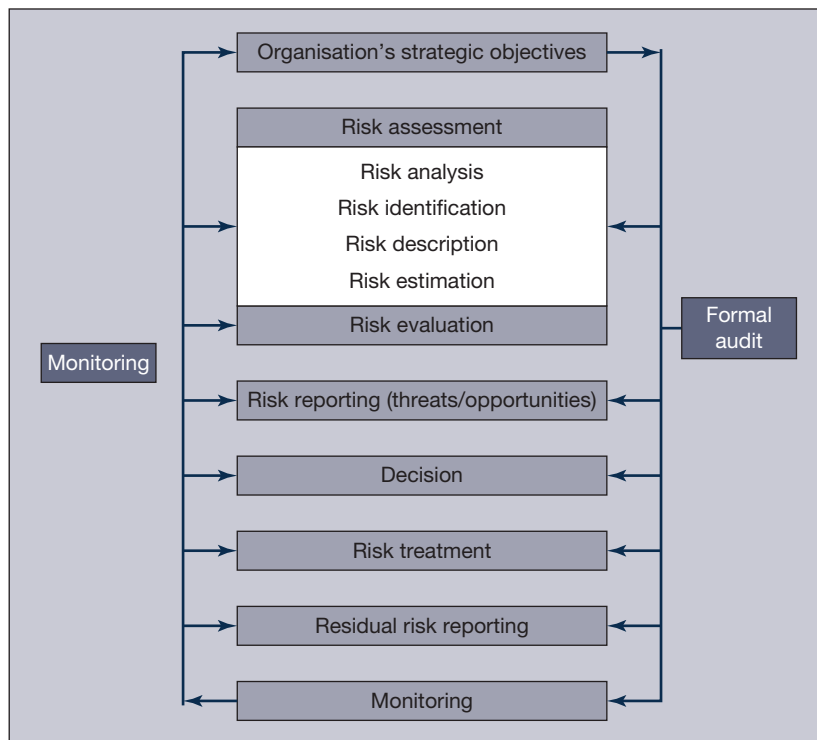 Organisation’s strategic objectives
Risk assessment
Risk analysis
Risk identification
Risk description
Risk estimation
Risk evaluation
Formal
audit
Monitoring
Risk reporting (threats/opportunities)
Decision
Risk treatment
Residual risk reporting
Monitoring